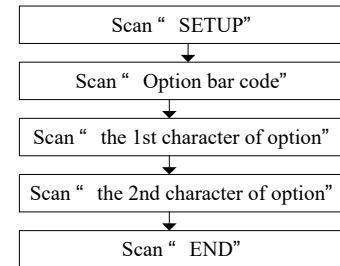 Scan “ SETUP”
Scan “ Option bar code”
Scan “ the 1st character of option”
Scan “ the 2nd character of option”
Scan “ END”